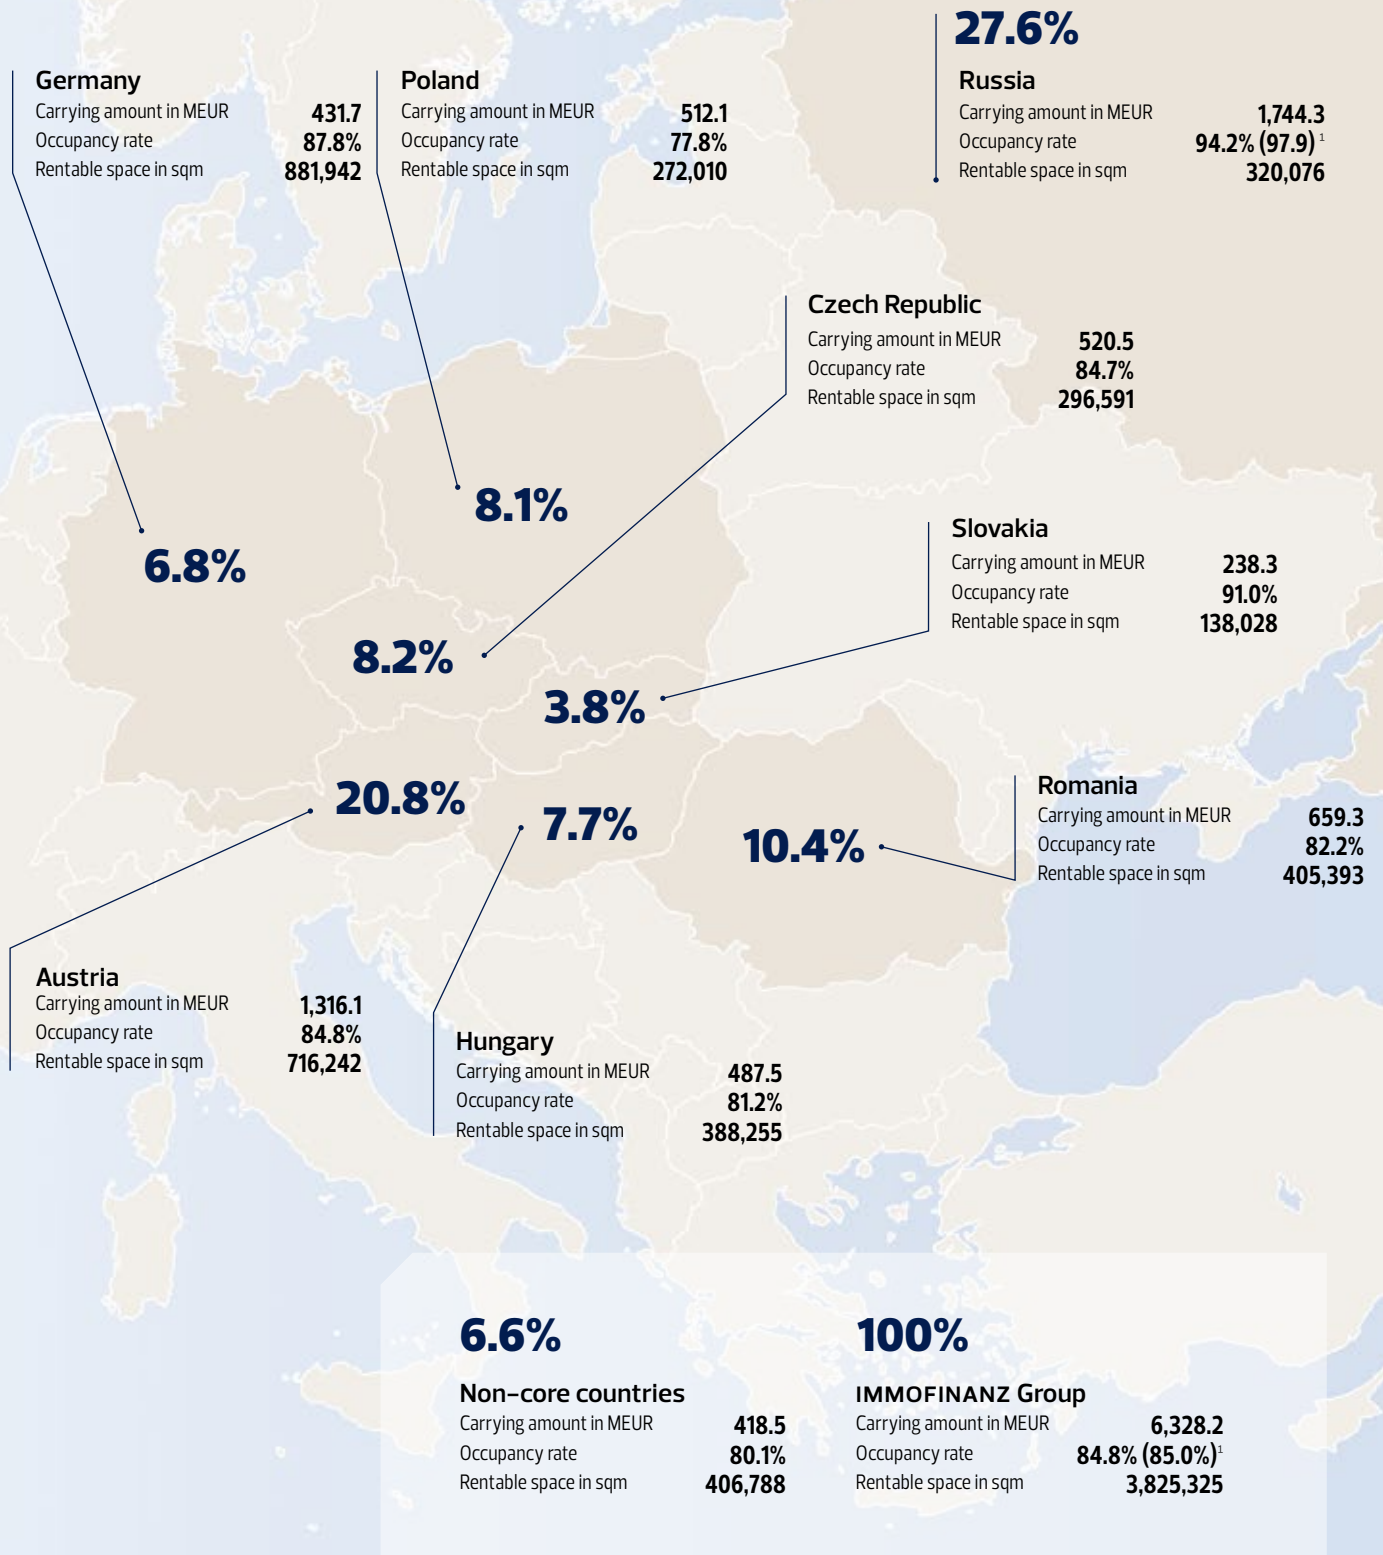 27.6%
Russia
Carrying amount in MEUR 1,744.3
Occupancy rate 94.2% (97.9) 1
Rentable space in sqm 320,076
Germany
Carrying amount in MEUR 431.7
Occupancy rate 87.8%
Rentable space in sqm 881,942
Poland
Carrying amount in MEUR 512.1
Occupancy rate 77.8%
Rentable space in sqm 272,010
Czech Republic
Carrying amount in MEUR 520.5
Occupancy rate 84.7%
Rentable space in sqm 296,591
8.1%
6.8%
Slovakia
Carrying amount in MEUR 238.3
Occupancy rate 91.0%
Rentable space in sqm 138,028
8.2%
3.8%
20.8%
7.7%
10.4%
Romania
Carrying amount in MEUR 659.3
Occupancy rate 82.2%
Rentable space in sqm 405,393
Austria
Carrying amount in MEUR 1,316.1
Occupancy rate 84.8%
Rentable space in sqm 716,242
Hungary
Carrying amount in MEUR 487.5
Occupancy rate 81.2%
Rentable space in sqm 388,255
6.6%
Non-core countries
Carrying amount in MEUR 418.5
Occupancy rate 80.1%
Rentable space in sqm 406,788
100%
IMMOFINANZ Group
Carrying amount in MEUR 6,328.2
Occupancy rate 84.8% (85.0%)1
Rentable space in sqm 3,825,325